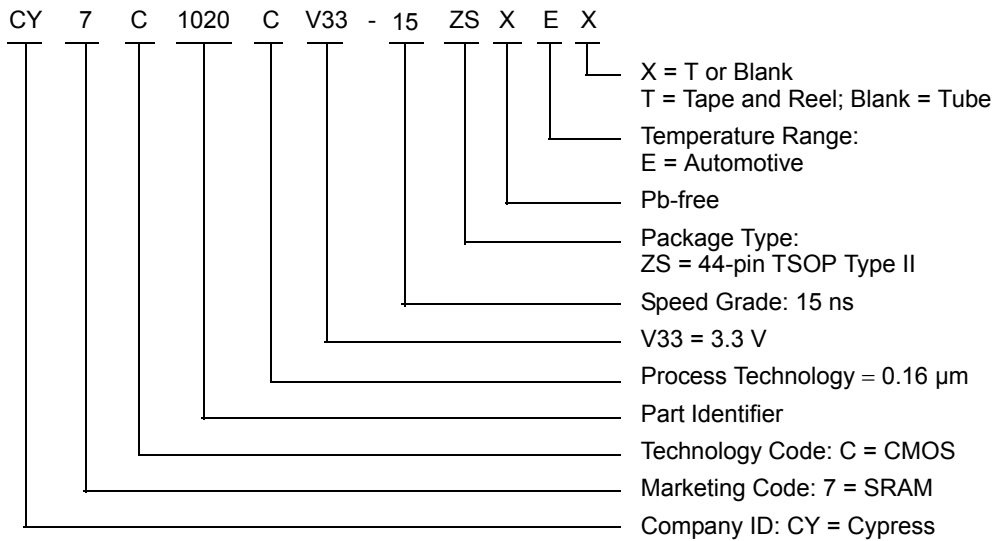 CY 7 C 1020 C V33 - 15 ZS X E X
X = T or Blank
T = Tape and Reel; Blank = Tube
Temperature Range:
E = Automotive
Pb-free
Package Type:
ZS = 44-pin TSOP Type II
Speed Grade: 15 ns
V33 = 3.3 V
Process Technology = 0.16 µm
Part Identifier
Technology Code: C = CMOS
Marketing Code: 7 = SRAM
Company ID: CY = Cypress